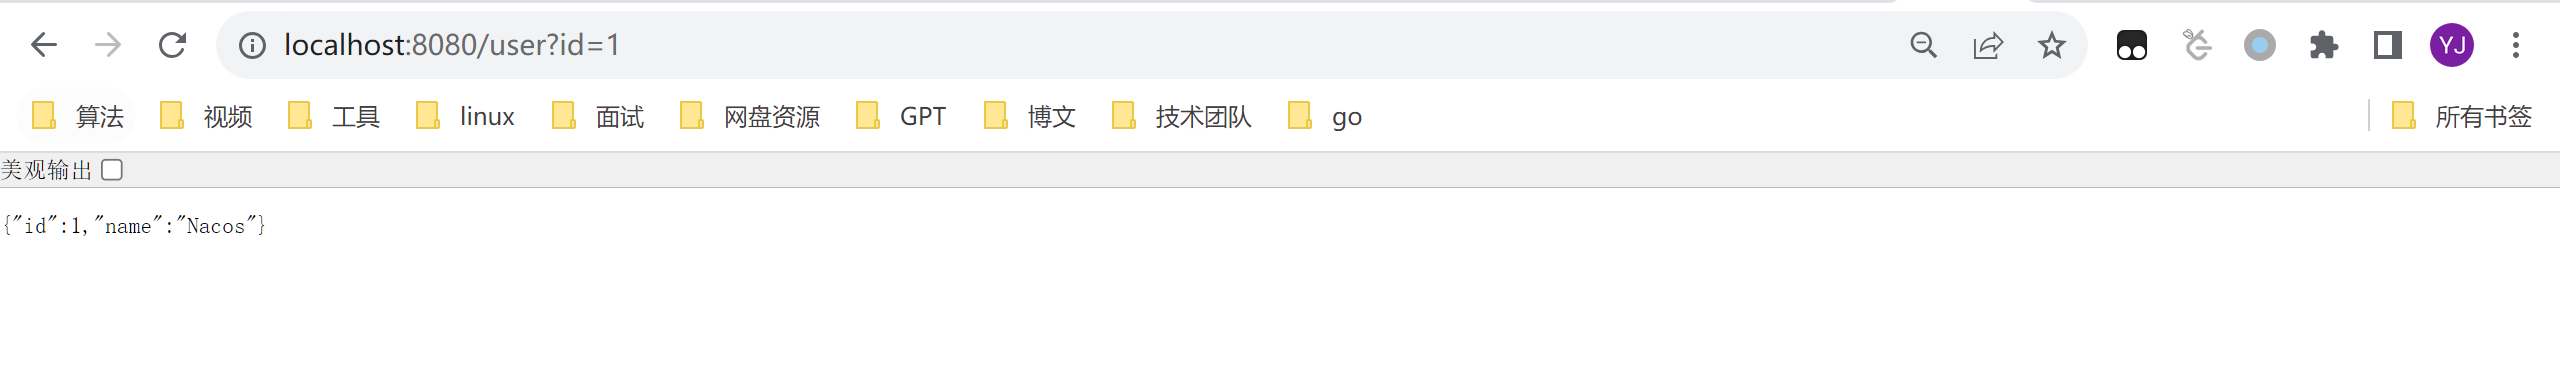 localhost:8080/user?id=1
YJ
算法 视频 工具 linux 面试 网盘资源 GPT 博文 技术团队 go 所有书签
美观输出
{"id":1,"name":"Nacos"}